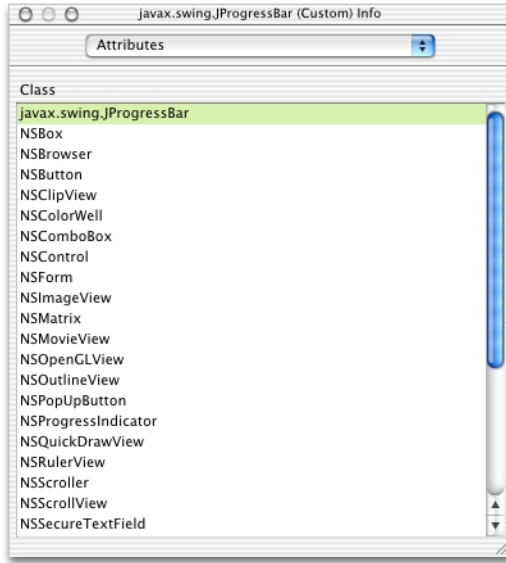 javax.swing.JProgressBar (Custom) Info
Attributes
Class
javax.swing.JProgressBar
NSBox
NSBrowser
NSButton
NSClipView
NSColorWell
NSComboBox
NSControl
NSForm
NSImageView
NSMatrix
NSMovieView
NSOpenGLView
NSOutlineView
NSPopUpButton
NSProgressIndicator
NSQuickDrawView
NSRulerView
NSScroller
NSScrollView
NSSecureTextField